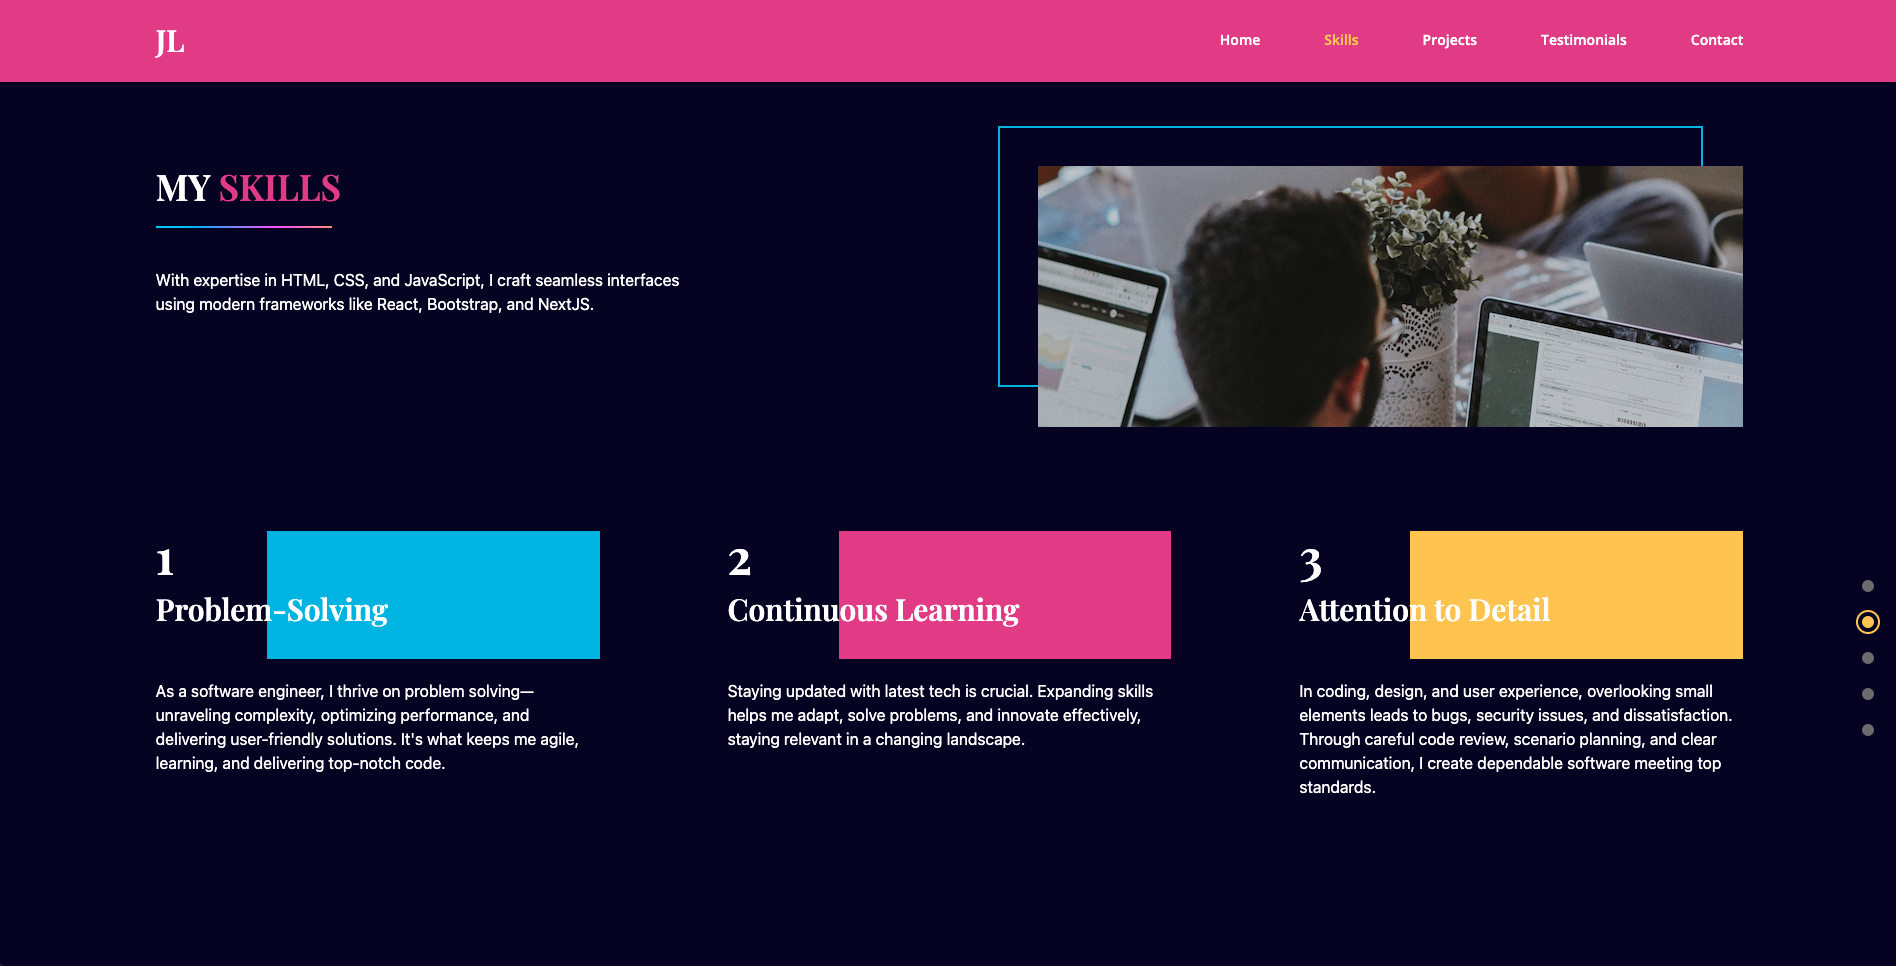 JL
Home Skills Projects Testimonials Contact
MY SKILLS
With expertise in HTML, CSS, and JavaScript, I craft seamless interfaces
using modern frameworks like React, Bootstrap, and NextJS.
1
Problem-Solving
As a software engineer, I thrive on problem solving—
unraveling complexity, optimizing performance, and
delivering user-friendly solutions. It's what keeps me agile,
learning, and delivering top-notch code.
2
Continuous Learning
Staying updated with latest tech is crucial. Expanding skills
helps me adapt, solve problems, and innovate effectively,
staying relevant in a changing landscape.
3
Attention to Detail
In coding, design, and user experience, overlooking small
elements leads to bugs, security issues, and dissatisfaction.
Through careful code review, scenario planning, and clear
communication, I create dependable software meeting top
standards.